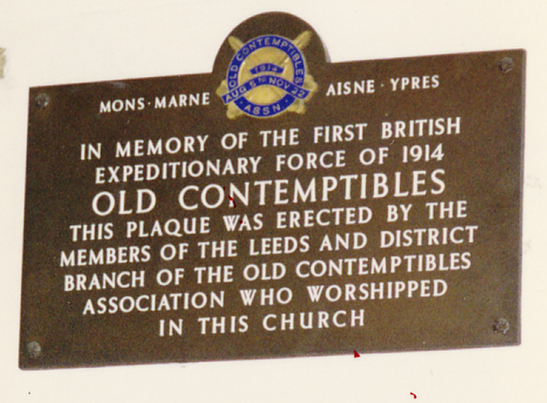 OLD CONTEMPTIBLES
1914
AUG 5TH NOV 22
ASSN.
MONS · MARNE AISNE · YPRES
IN MEMORY OF THE FIRST BRITISH
EXPEDITIONARY FORCE OF 1914
OLD CONTEMPTIBLES
THIS PLAQUE WAS ERECTED BY THE
MEMBERS OF THE LEEDS AND DISTRICT
BRANCH OF THE OLD CONTEMPTIBLES
ASSOCIATION WHO WORSHIPPED
IN THIS CHURCH